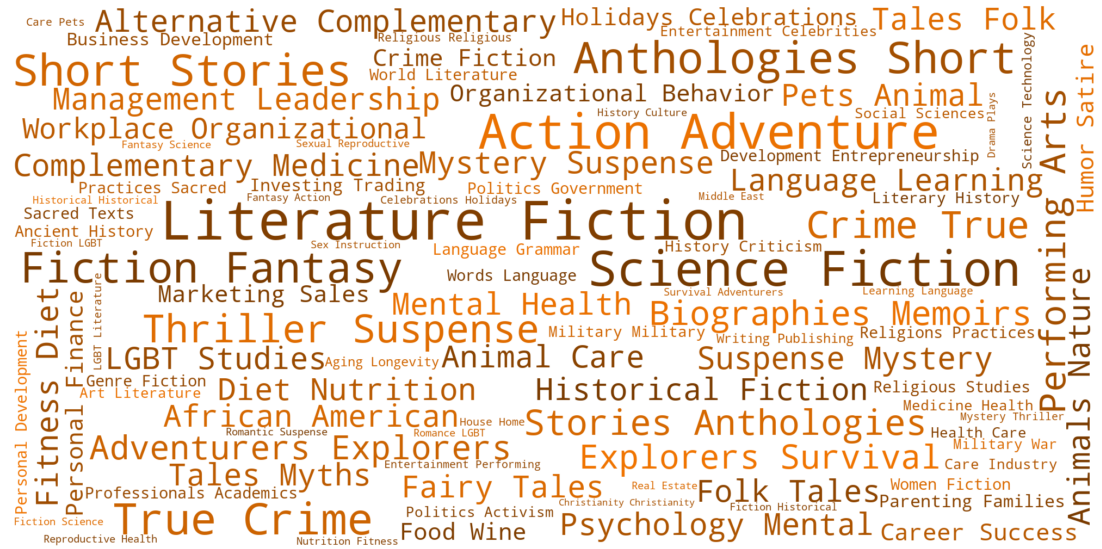 Care Pets
Alternative Complementary
Holidays Celebrations
Tales Folk
Business Development
Religious Religious
Entertainment Celebrities
Short Stories
Crime Fiction
Anthologies Short
World Literature
Management Leadership
Organizational Behavior
Pets Animal
Science Technology
Humor Satire
Workplace Organizational
History Culture
Social Sciences
Drama Plays
Fantasy Science
Sexual Reproductive
Action Adventure
Complementary Medicine
Mystery Suspense
Development Entrepreneurship
Practices Sacred
Investing Trading
Politics Government
Language Learning
Historical Historical
Fantasy Action
Celebrations Holidays
Middle East
Literary History
Sacred Texts
Literature Fiction
Crime True
Performing Arts
Ancient History
Fiction LGBT
Sex Instruction
Language Grammar
History Criticism
Fiction Fantasy
Words Language
Science Fiction
Marketing Sales
Survival Adventurers
Learning Language
LGBT Literature
Mental Health
Biographies Memoirs
Thriller Suspense
Military Military
Writing Publishing
Religions Practices
Fitness Diet
Personal Finance
LGBT Studies
Aging Longevity
Animal Care
Suspense Mystery
Animals Nature
Personal Development
Genre Fiction
Art Literature
Diet Nutrition
Historical Fiction
Religious Studies
African American
House Home
Stories Anthologies
Medicine Health
Mystery Thriller
Romantic Suspense
Romance LGBT
Health Care
Adventurers Explorers
Explorers Survival
Military War
Tales Myths
Entertainment Performing
Care Industry
Professionals Academics
Fairy Tales
Real Estate
Folk Tales
Women Fiction
Christianity Christianity
Fiction Historical
Parenting Families
Fiction Science
True Crime
Politics Activism
Food Wine
Psychology Mental
Career Success
Reproductive Health
Nutrition Fitness